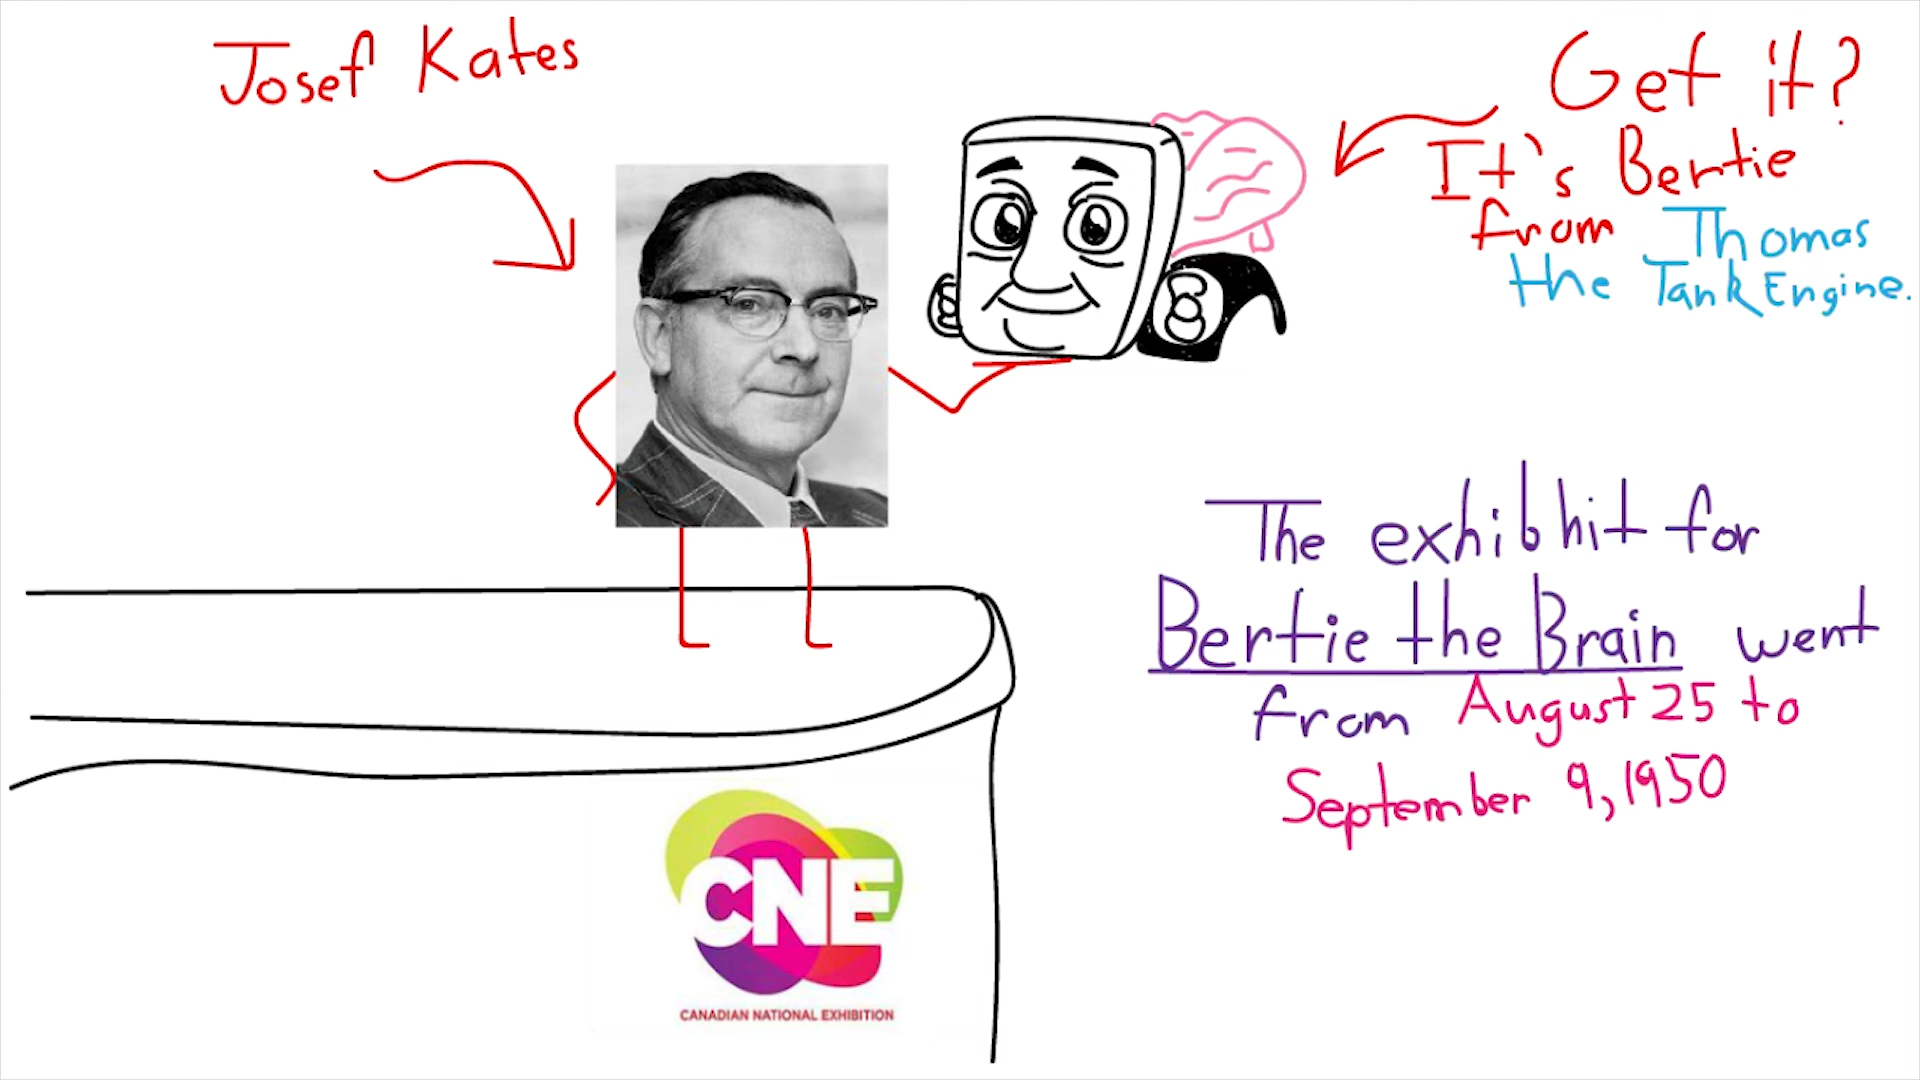 Josef Kates
Get it?
It's Bertie
from Thomas
the Tank Engine.
The exhibhit for
Bertie the Brain went
from August 25 to
September 9, 1950
CNE
CANADIAN NATIONAL EXHIBITION